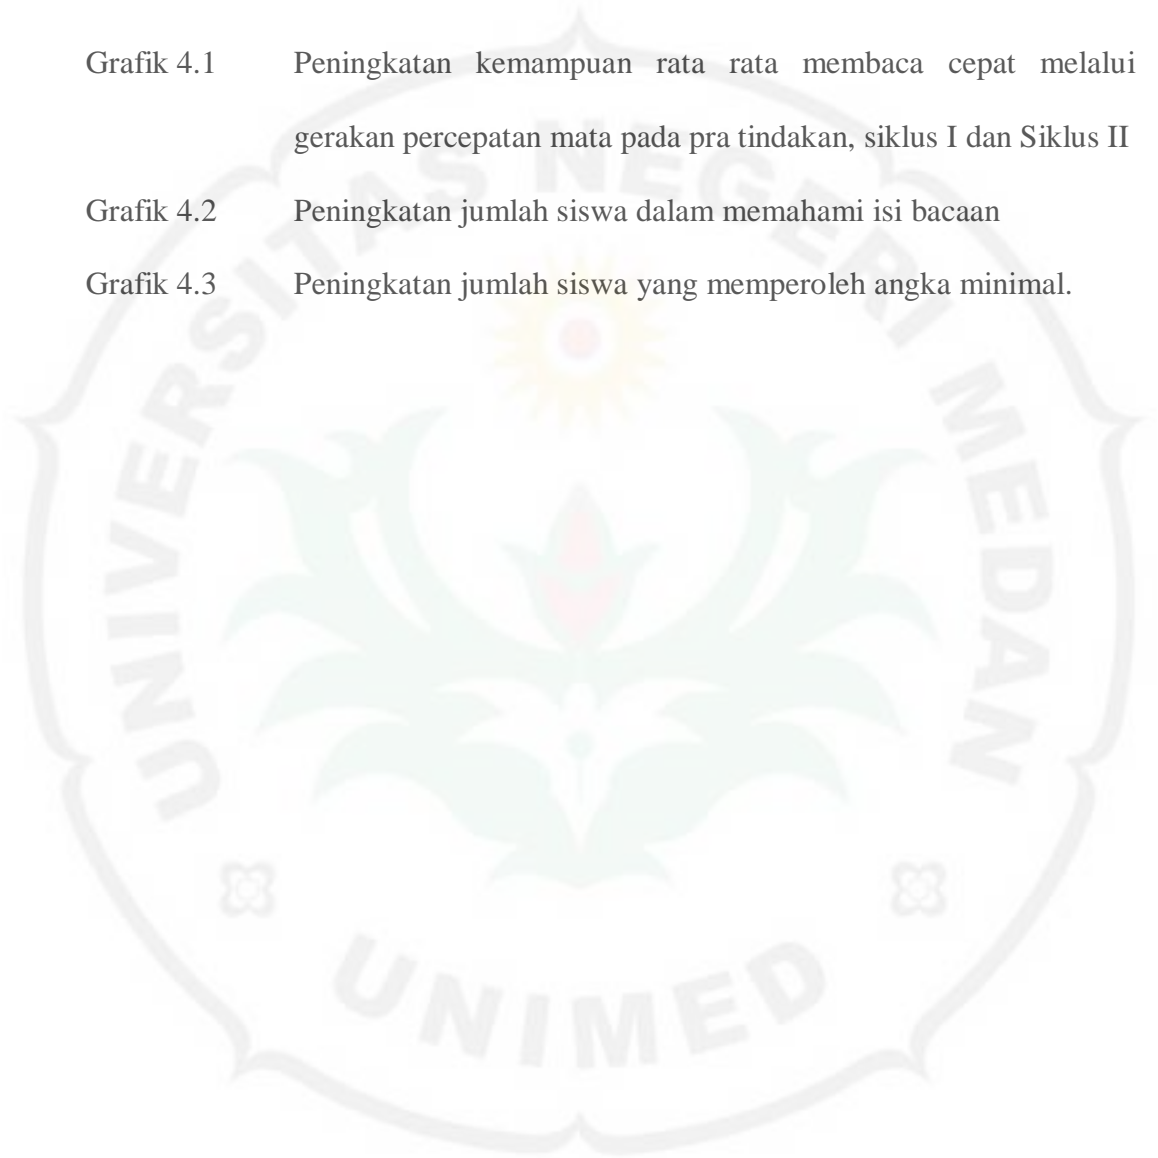 Grafik 4.1 Peningkatan kemampuan rata rata membaca cepat melalui
gerakan percepatan mata pada pra tindakan, siklus I dan Siklus II
Grafik 4.2 Peningkatan jumlah siswa dalam memahami isi bacaan
Grafik 4.3 Peningkatan jumlah siswa yang memperoleh angka minimal.
UNIVERSITAS NEGERI MEDAN
UNIMED